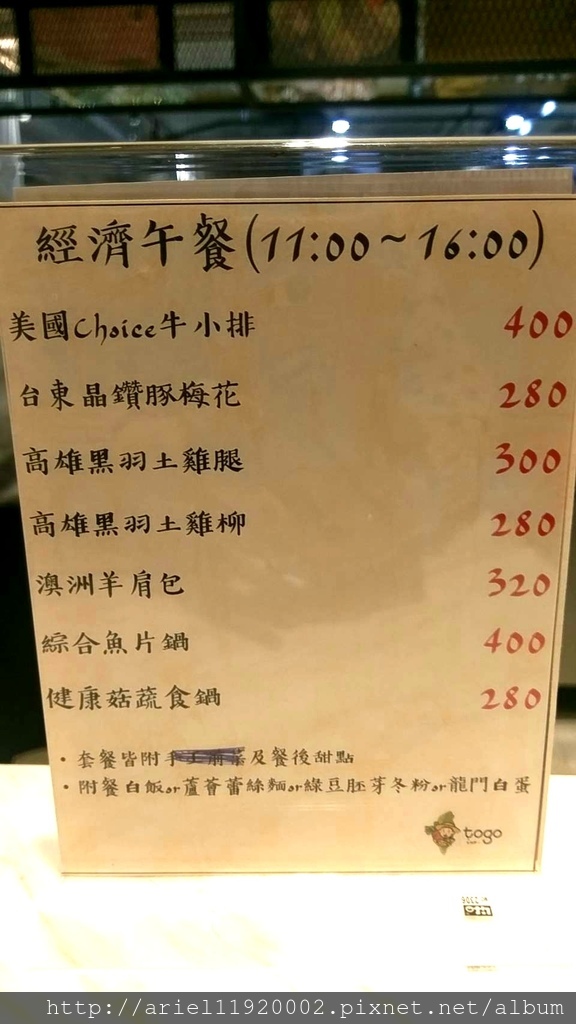 經濟午餐(11:00~16:00)
美國Choice牛小排 400
台東晶鑽豚梅花 280
高雄黑羽土雞腿 300
高雄黑羽土雞柳 280
澳洲羊肩包 320
綜合魚片鍋 400
健康菇蔬食鍋 280
・套餐皆附手工前菜及餐後甜點
・附餐白飯or蘆薈蕾絲麵or綠豆胚芽冬粉or龍門白蛋
togo
http://ariel11920002.pixnet.net/album